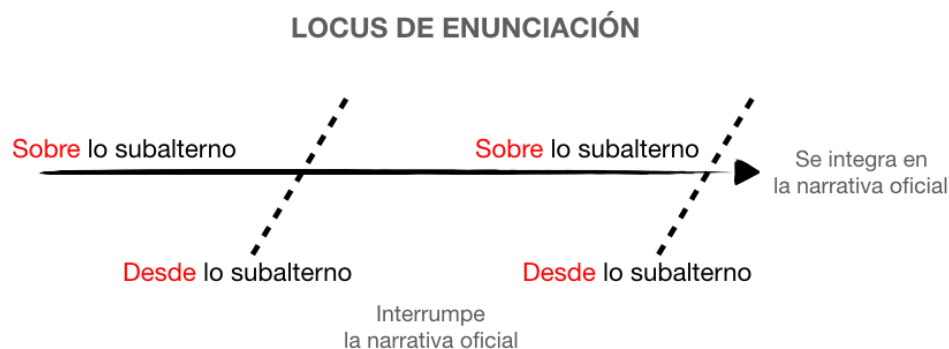 LOCUS DE ENUNCIACIÓN
Sobre lo subalterno
Sobre lo subalterno
Se integra en
la narrativa oficial
Desde lo subalterno
Desde lo subalterno
Interrumpe
la narrativa oficial